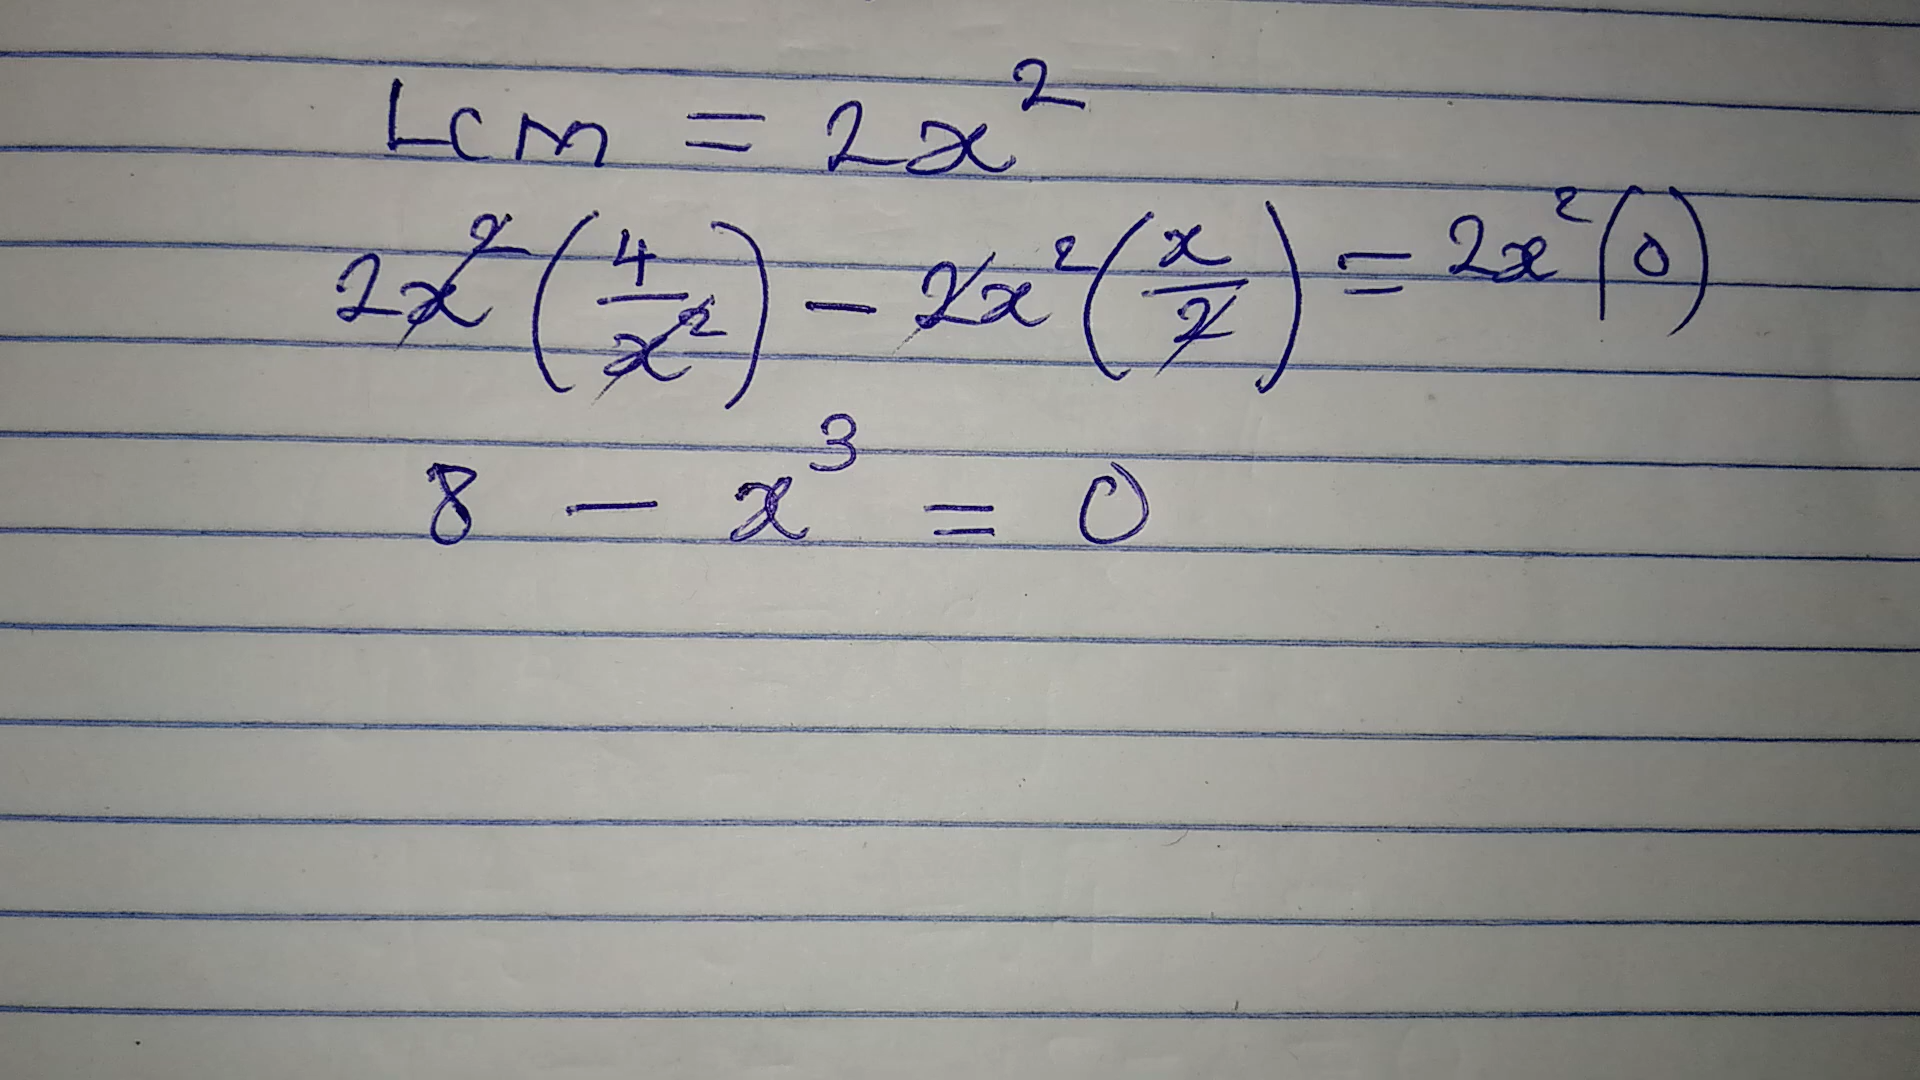 Lcm = 2x²
2x²(4/x²) - 2x²(x/2) = 2x²(0)
8 - x³ = 0